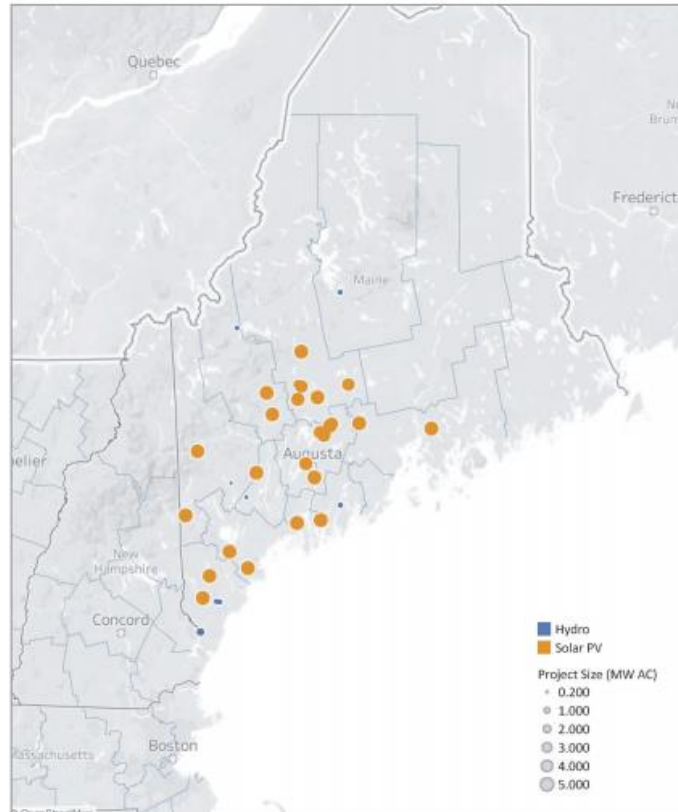 Quebec
Frederict
Maine
Augusta
elier
New
Hampshire
Concord
Hydro
Solar PV
Project Size (MW AC)
0.200
1.000
2.000
3.000
4.000
5.000
Boston
Massachusetts